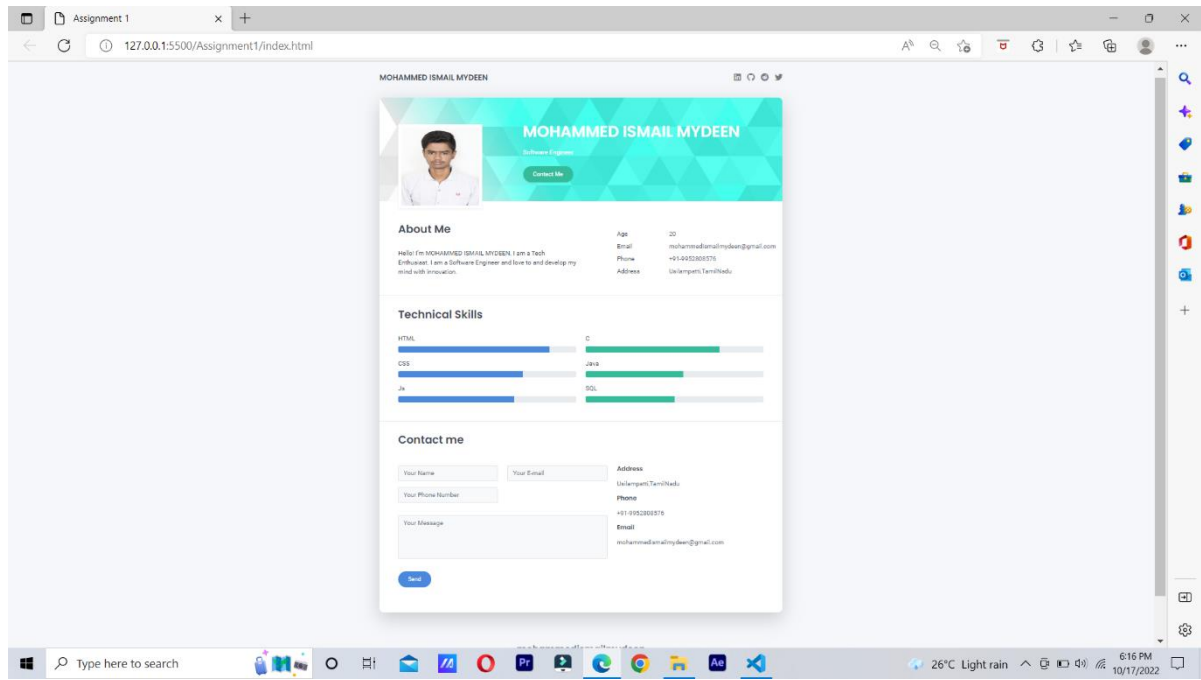 Assignment 1
127.0.0.1:5500/Assignment1/index.html
MOHAMMED ISMAIL MYDEEN
MOHAMMED ISMAIL MYDEEN
Software Engineer
Contact Me
About Me
Hello! I'm MOHAMMED ISMAIL MYDEEN. I am a Tech
Enthusiast. I am a Software Engineer and love to and develop my
mind with innovation.
Age 20
Email mohammedismailmydeen@gmail.com
Phone +91-9952808576
Address Usilampatti.TamilNadu
Technical Skills
HTML
C
CSS
Java
Js
SQL
Contact me
Your Name
Your E-mail
Your Phone Number
Your Message
Send
Address
Usilampatti.TamilNadu
Phone
+91-9952808576
Email
mohammedismailmydeen@gmail.com
Type here to search
Pr
Ae
26°C Light rain
6:16 PM
10/17/2022